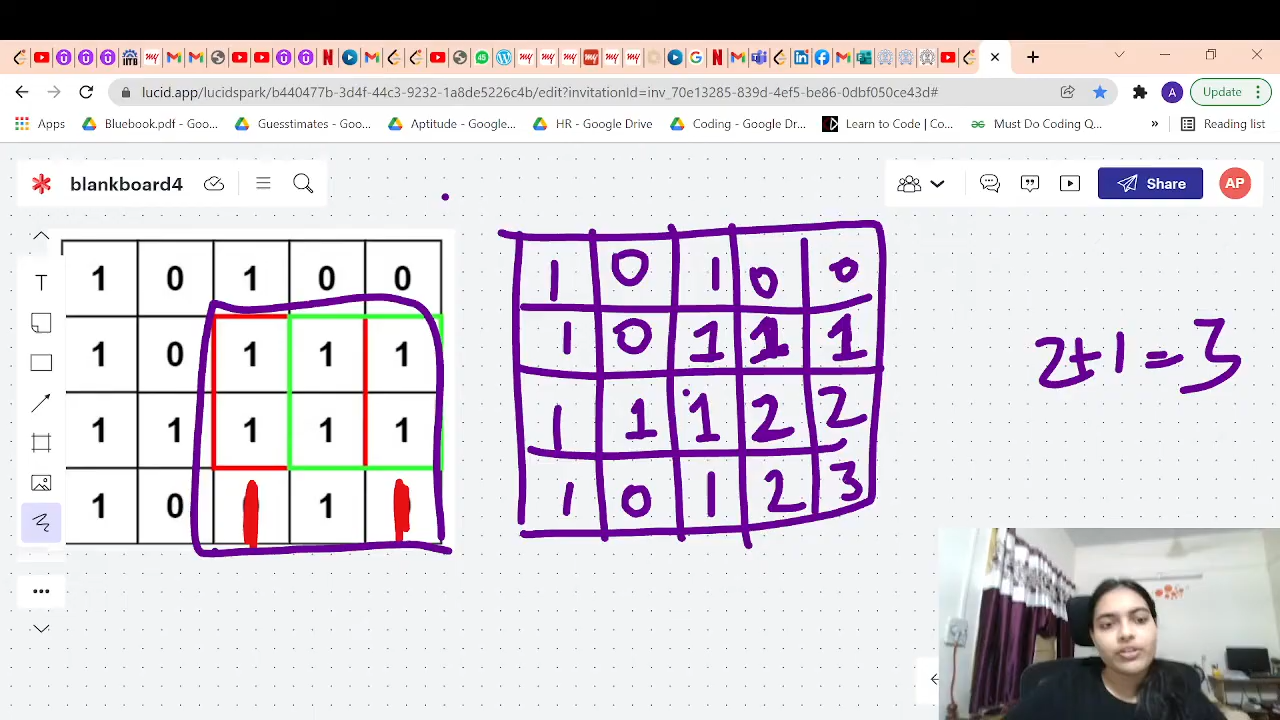 lucid.app/lucidspark/b440477b-3d4f-44c3-9232-1a8de5226c4b/edit?invitationId=inv_70e13285-839d-4ef5-be86-0dbf050ce43d#
Update
Apps
Bluebook.pdf - Goo...
Guesstimates - Goo...
Aptitude - Google...
HR - Google Drive
Coding - Google Dr...
Learn to Code | Co...
Must Do Coding Q...
»
Reading list
blankboard4
Share
AP
1 0 1 0 0
1 0 1 1 1
1 1 1 1 1
1 0 1
1 0 1 0 0
1 0 1 1 1
1 1 1 2 2
1 0 1 2 3
2+1=3
T